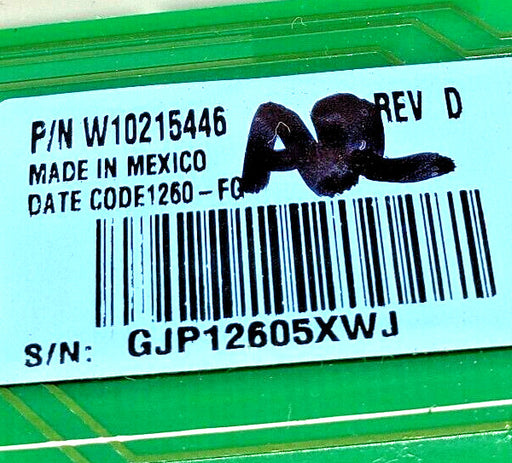 P/N W10215446 REV D
MADE IN MEXICO
DATE CODE1260-FG
S/N: GJP12605XWJ